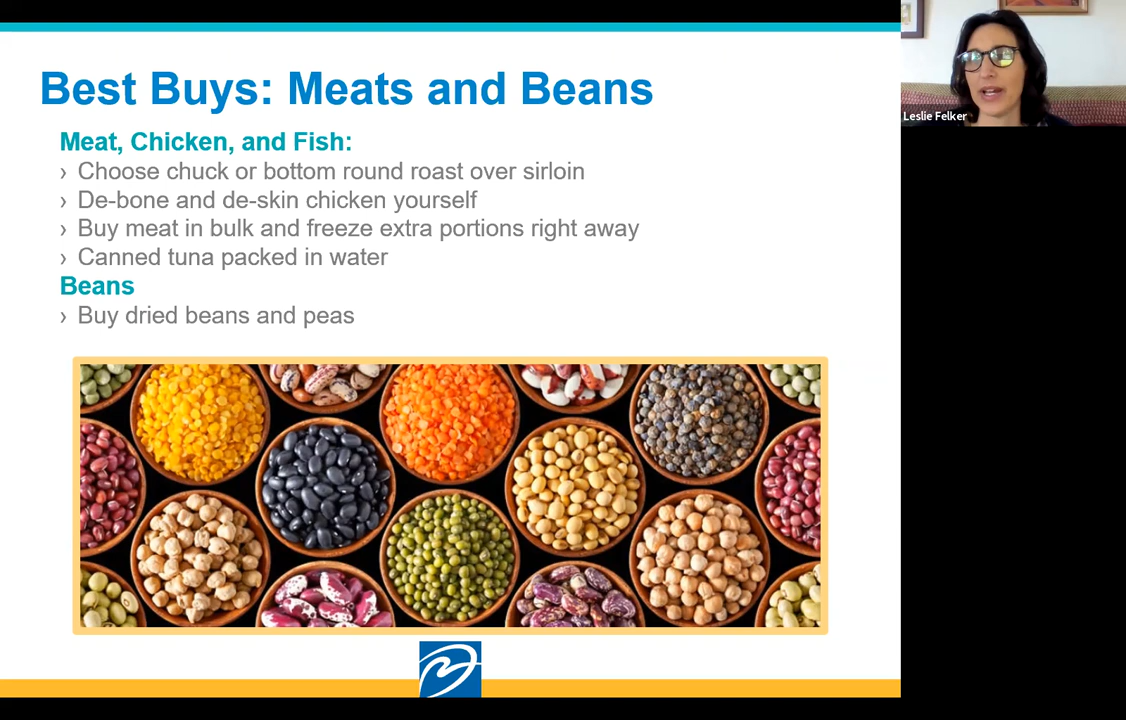 Best Buys: Meats and Beans
Meat, Chicken, and Fish:
› Choose chuck or bottom round roast over sirloin
› De-bone and de-skin chicken yourself
› Buy meat in bulk and freeze extra portions right away
› Canned tuna packed in water
Beans
› Buy dried beans and peas
Leslie Felker